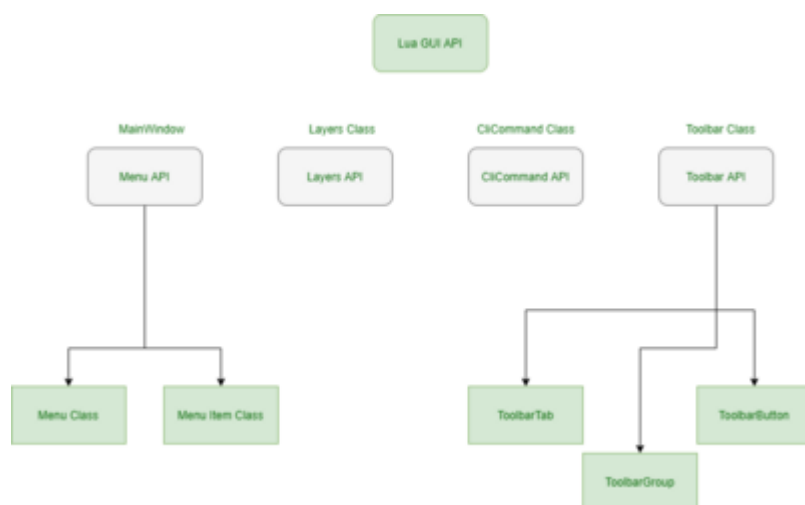 Lua GUI API
MainWindow
Layers Class
CliCommand Class
Toolbar Class
Menu API
Layers API
CliCommand API
Toolbar API
Menu Class
Menu Item Class
ToolbarTab
ToolbarButton
ToolbarGroup